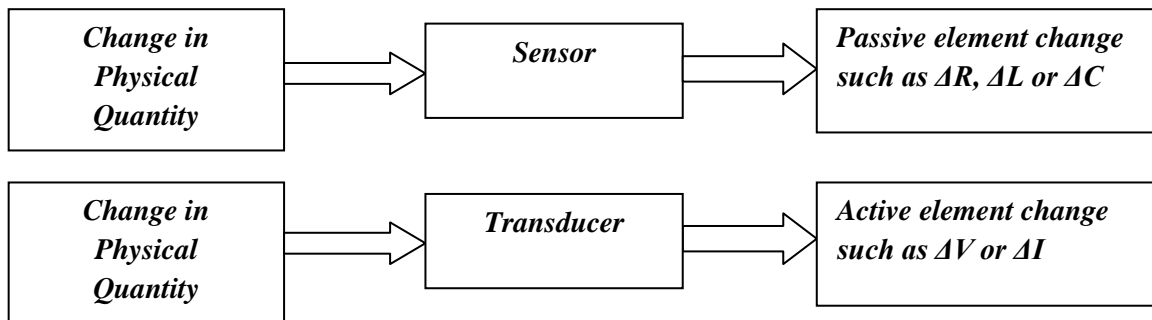 Change in
Physical
Quantity
Sensor
Passive element change
such as ΔR, ΔL or ΔC
Change in
Physical
Quantity
Transducer
Active element change
such as ΔV or ΔI